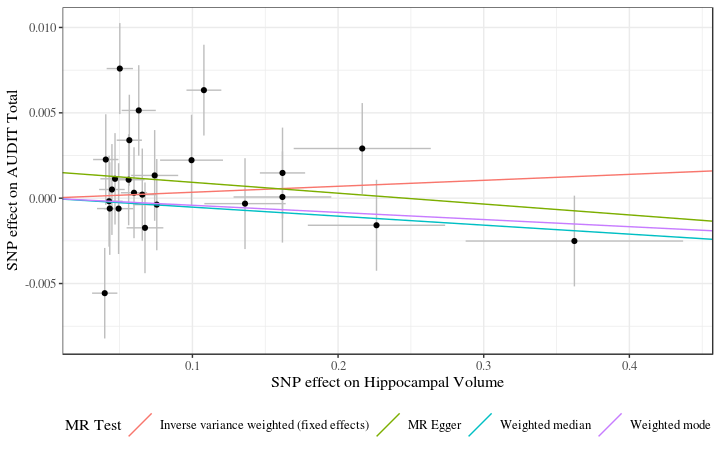 0.010
0.005
0.000
-0.005
SNP effect on AUDIT Total
0.1 0.2 0.3 0.4
SNP effect on Hippocampal Volume
MR Test Inverse variance weighted (fixed effects) MR Egger Weighted median Weighted mode